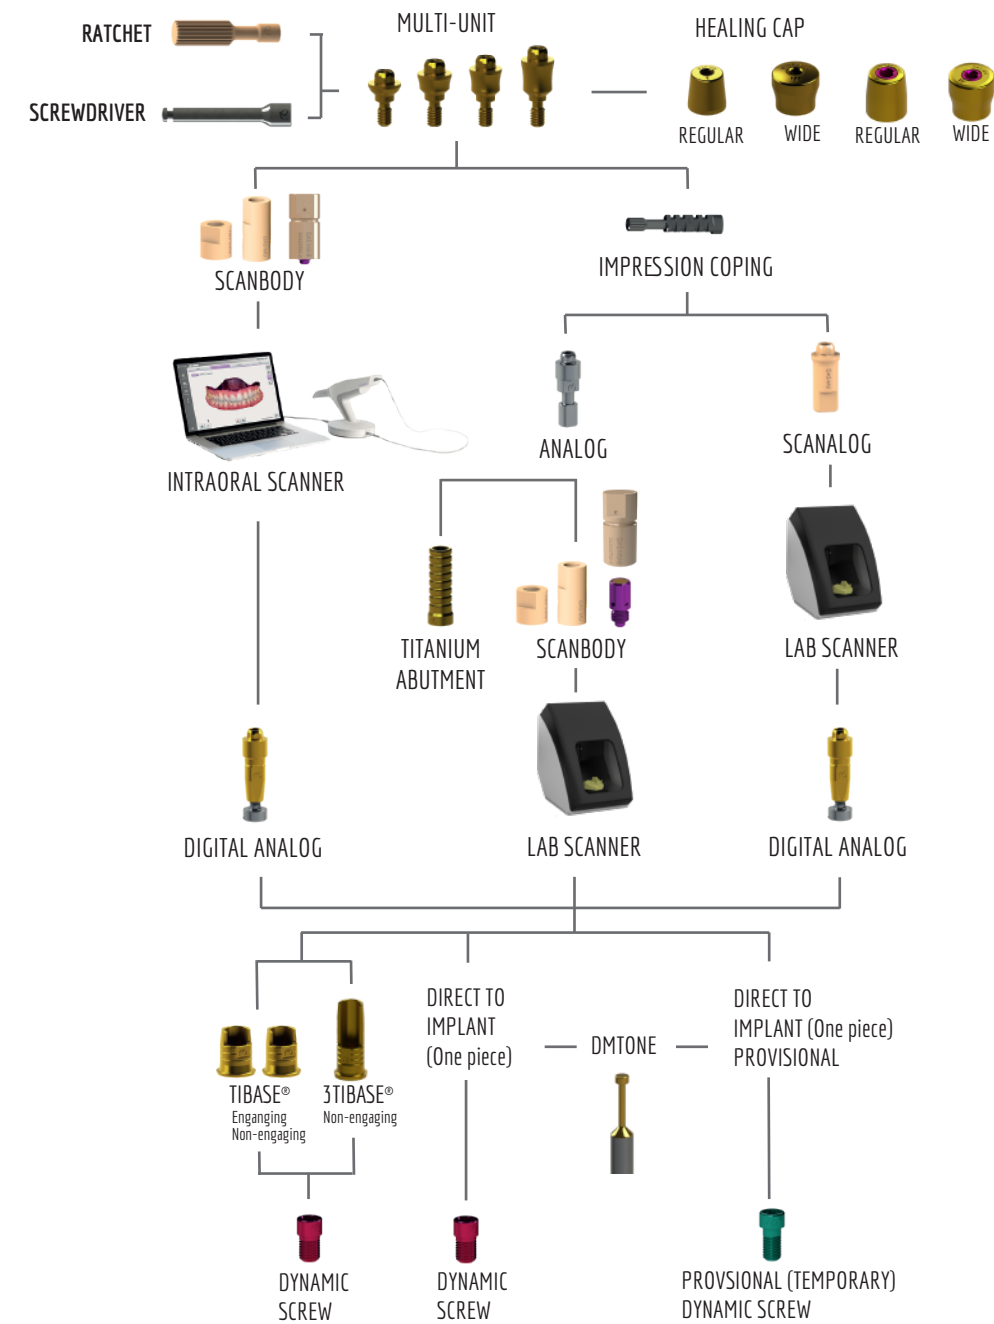 RATCHET
MULTI-UNIT
HEALING CAP
SCREWDRIVER
REGULAR
WIDE
REGULAR
WIDE
SCANBODY
IMPRESSION COPING
ANALOG
SCANALOG
INTRAORAL SCANNER
TITANIUM
ABUTMENT
SCANBODY
LAB SCANNER
DIGITAL ANALOG
LAB SCANNER
DIGITAL ANALOG
DIRECT TO
IMPLANT
(One piece)
DMTONE
DIRECT TO
IMPLANT (One piece)
PROVISIONAL
TIBASE®
Enganging
Non-engaging
3TIBASE®
Non-engaging
DYNAMIC
SCREW
DYNAMIC
SCREW
PROVSIONAL (TEMPORARY)
DYNAMIC SCREW